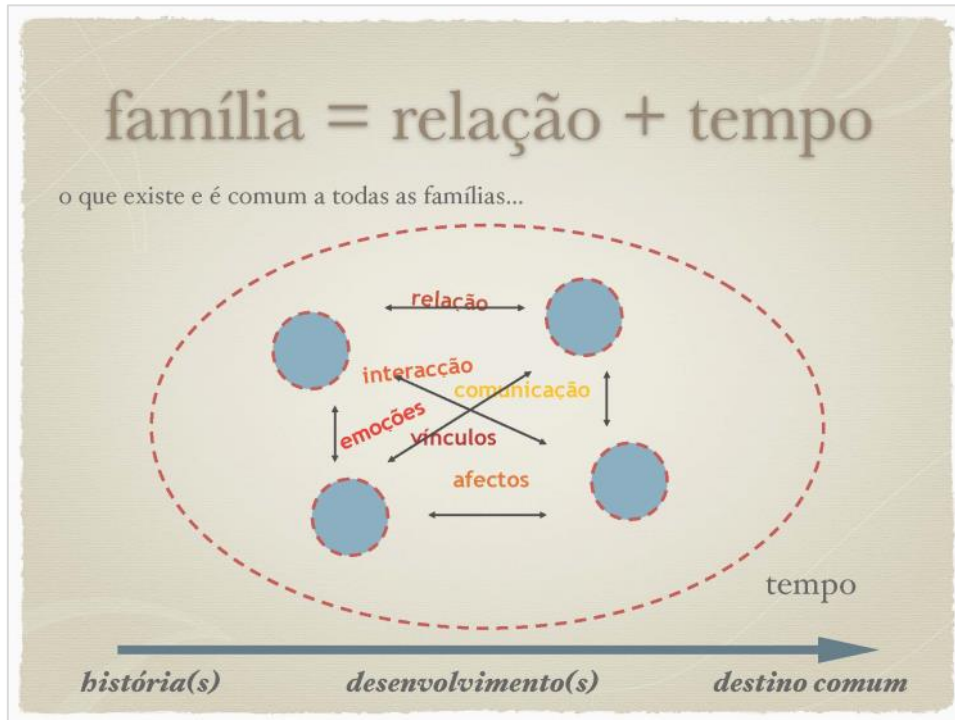 família = relação + tempo
o que existe e é comum a todas as famílias...
relação
interacção
comunicação
emoções
vínculos
afectos
tempo
história(s) desenvolvimento(s) destino comum